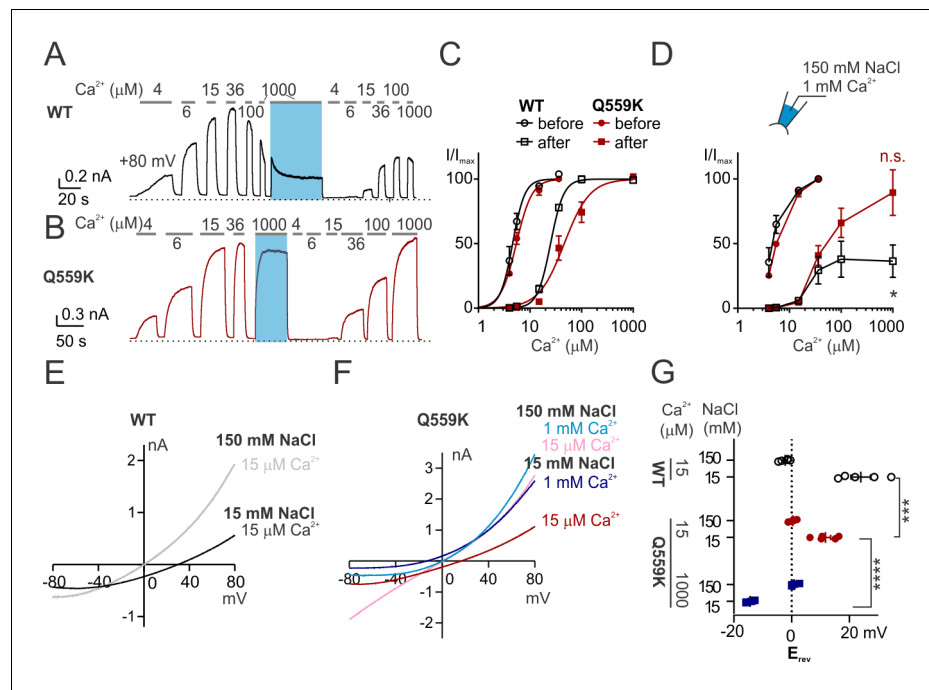 A
Ca²⁺ (μM) 4 15 36 1000 4 15 100
WT 6 100 6 36 1000
+80 mV
0.2 nA
20 s
B
Ca²⁺ (μM) 4 15 36 1000 4 15 100 1000
6 6 36
Q559K
0.3 nA
50 s
C
WT Q559K
before before
after after
I/Imax
100
50
0
1 10 100 1000
Ca²⁺ (μM)
D
150 mM NaCl
1 mM Ca²⁺
I/Imax
n.s.
100
50
0
*
1 10 100 1000
Ca²⁺ (μM)
E
WT
nA
150 mM NaCl
15 μM Ca²⁺
2
1
15 mM NaCl
15 μM Ca²⁺
-80 -40 0 40 80
mV
-1
F
Q559K
nA
150 mM NaCl
1 mM Ca²⁺
15 μM Ca²⁺
15 mM NaCl
1 mM Ca²⁺
15 μM Ca²⁺
3
2
1
-80 -40 0 40 80
mV
-1
-2
G
Ca²⁺ (μM) NaCl (mM)
WT 15 150
15
Q559K 15 150
15
1000 150
15
***
****
-20 0 20 mV
Erev